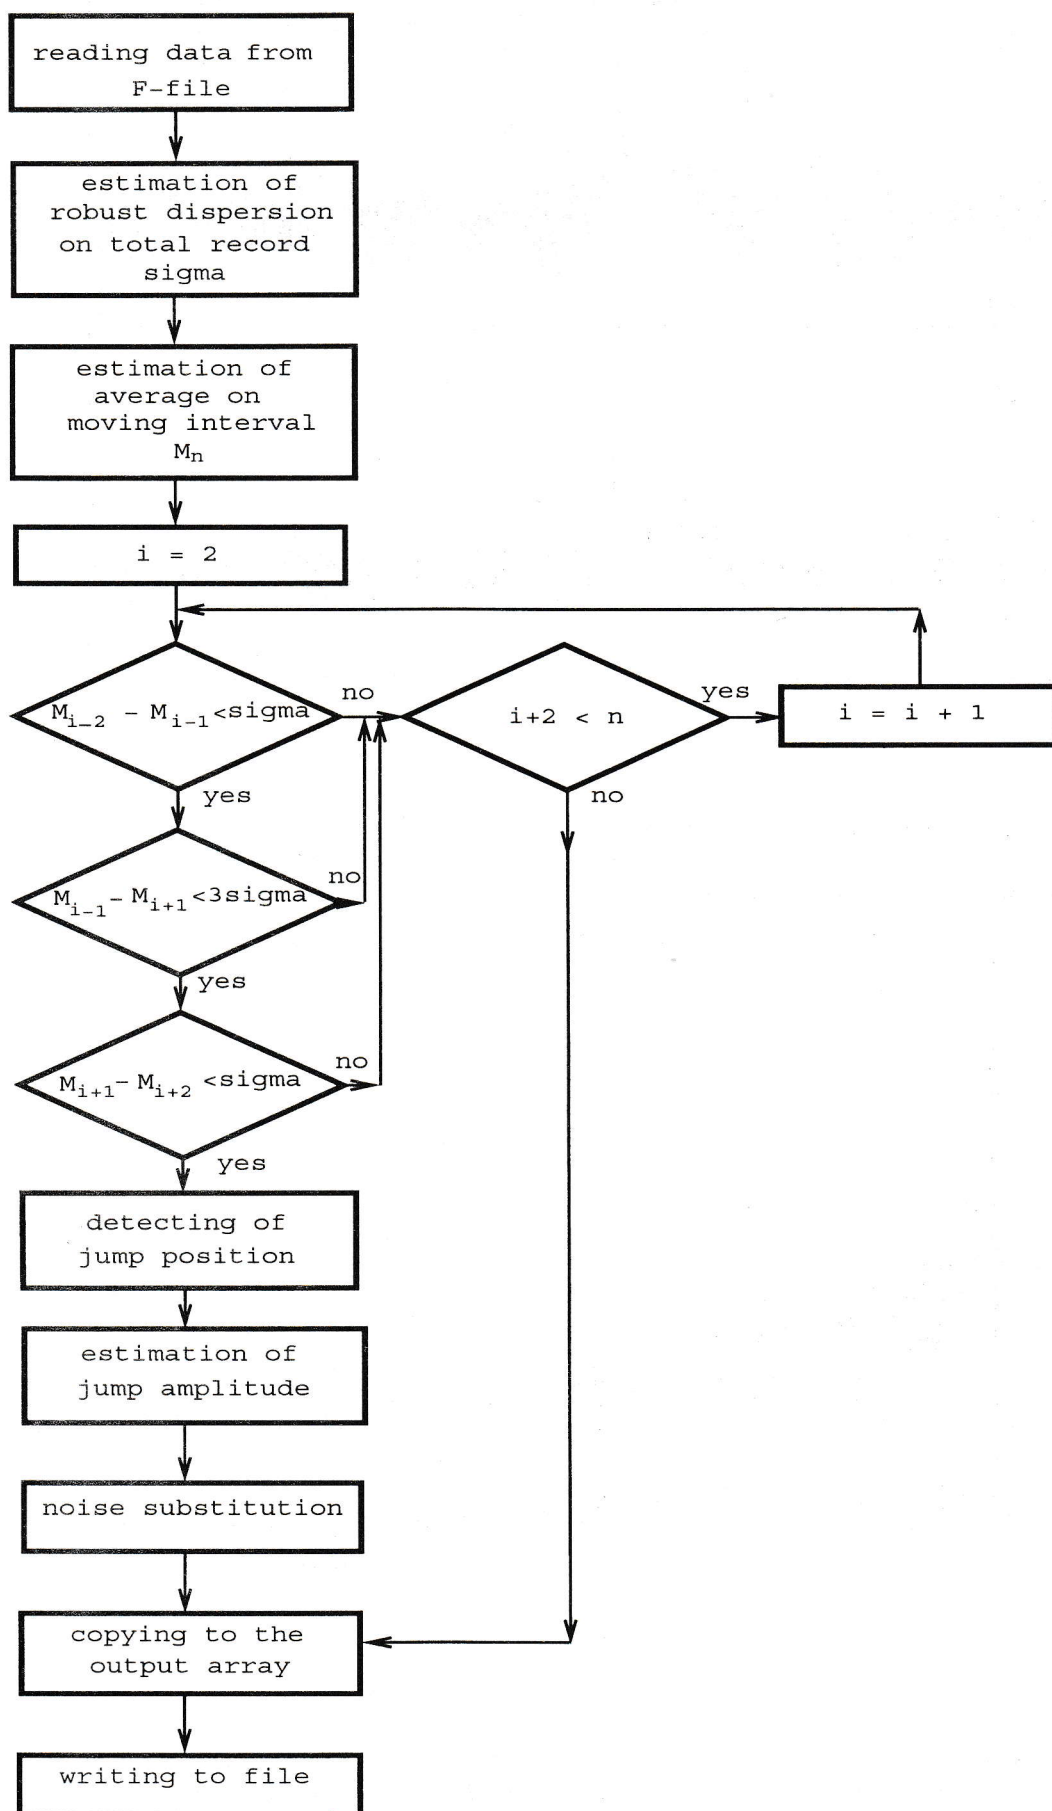 reading data from
F-file
estimation of
robust dispersion
on total record
sigma
estimation of
average on
moving interval
Mn
i = 2
Mi-2 - Mi-1 <sigma
no
i+2 < n
yes
i = i + 1
yes
no
Mi-1 - Mi+1 <3sigma
no
yes
Mi+1 - Mi+2 <sigma
no
yes
detecting of
jump position
estimation of
jump amplitude
noise substitution
copying to the
output array
writing to file